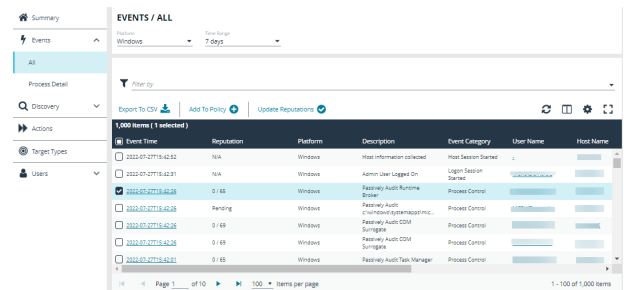 Summary
Events
All
Process Detail
Discovery
Actions
Target Types
Users
EVENTS / ALL
Platform
Windows
Time Range
7 days
Filter by
Export To CSV
Add To Policy
Update Reputations
1,000 Items ( 1 selected )
Event Time Reputation Platform Description Event Category User Name Host Name
2022-07-27T15:42:52 N/A Windows Host information collected Host Session Started
2022-07-27T15:42:31 N/A Windows Admin User Logged On Logon Session
Started
2022-07-27T15:42:26 0 / 65 Windows Passively Audit Runtime
Broker Process Control
2022-07-27T15:42:26 Pending Windows Passively Audit
c:\windows\systemapps\mic... Process Control
2022-07-27T15:42:26 0 / 69 Windows Passively Audit COM
Surrogate Process Control
2022-07-27T15:42:26 0 / 69 Windows Passively Audit COM
Surrogate Process Control
2022-07-27T15:42:01 0 / 65 Windows Passively Audit Task Manager Process Control
Page 1 of 10 100 Items per page 1 - 100 of 1,000 items